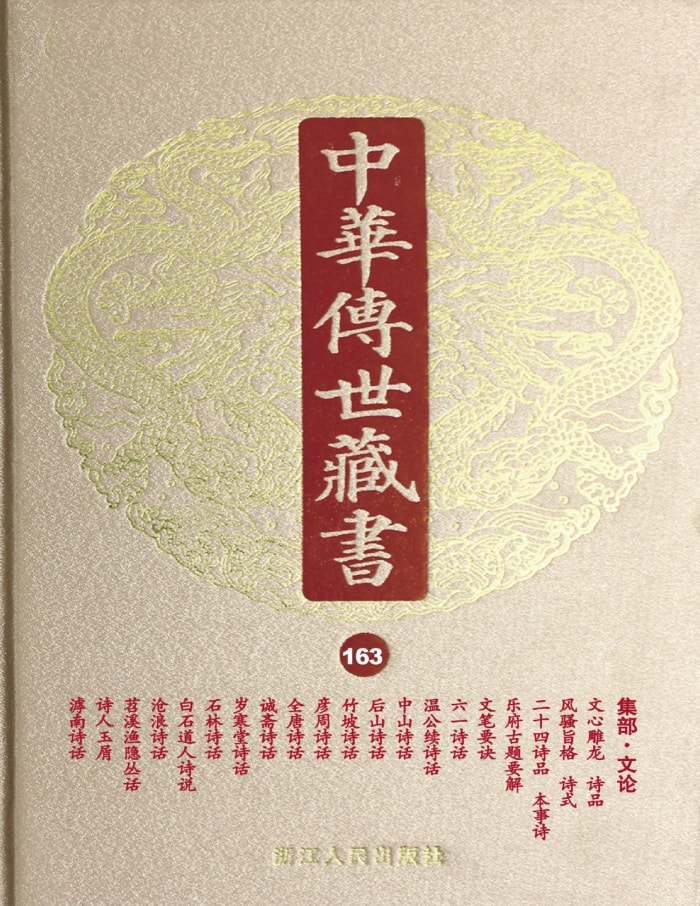 中華傳世藏書
163
集部·文论
文心雕龙 诗品
风骚旨格 诗式
二十四诗品 本事诗
乐府古题要解
文笔要诀
六一诗话
温公续诗话
中山诗话
后山诗话
竹坡诗话
彦周诗话
全唐诗话
诚斋诗话
岁寒堂诗话
石林诗话
白石道人诗说
沧浪诗话
苕溪渔隐丛话
诗人玉屑
滹南诗话
浙江人民出版社